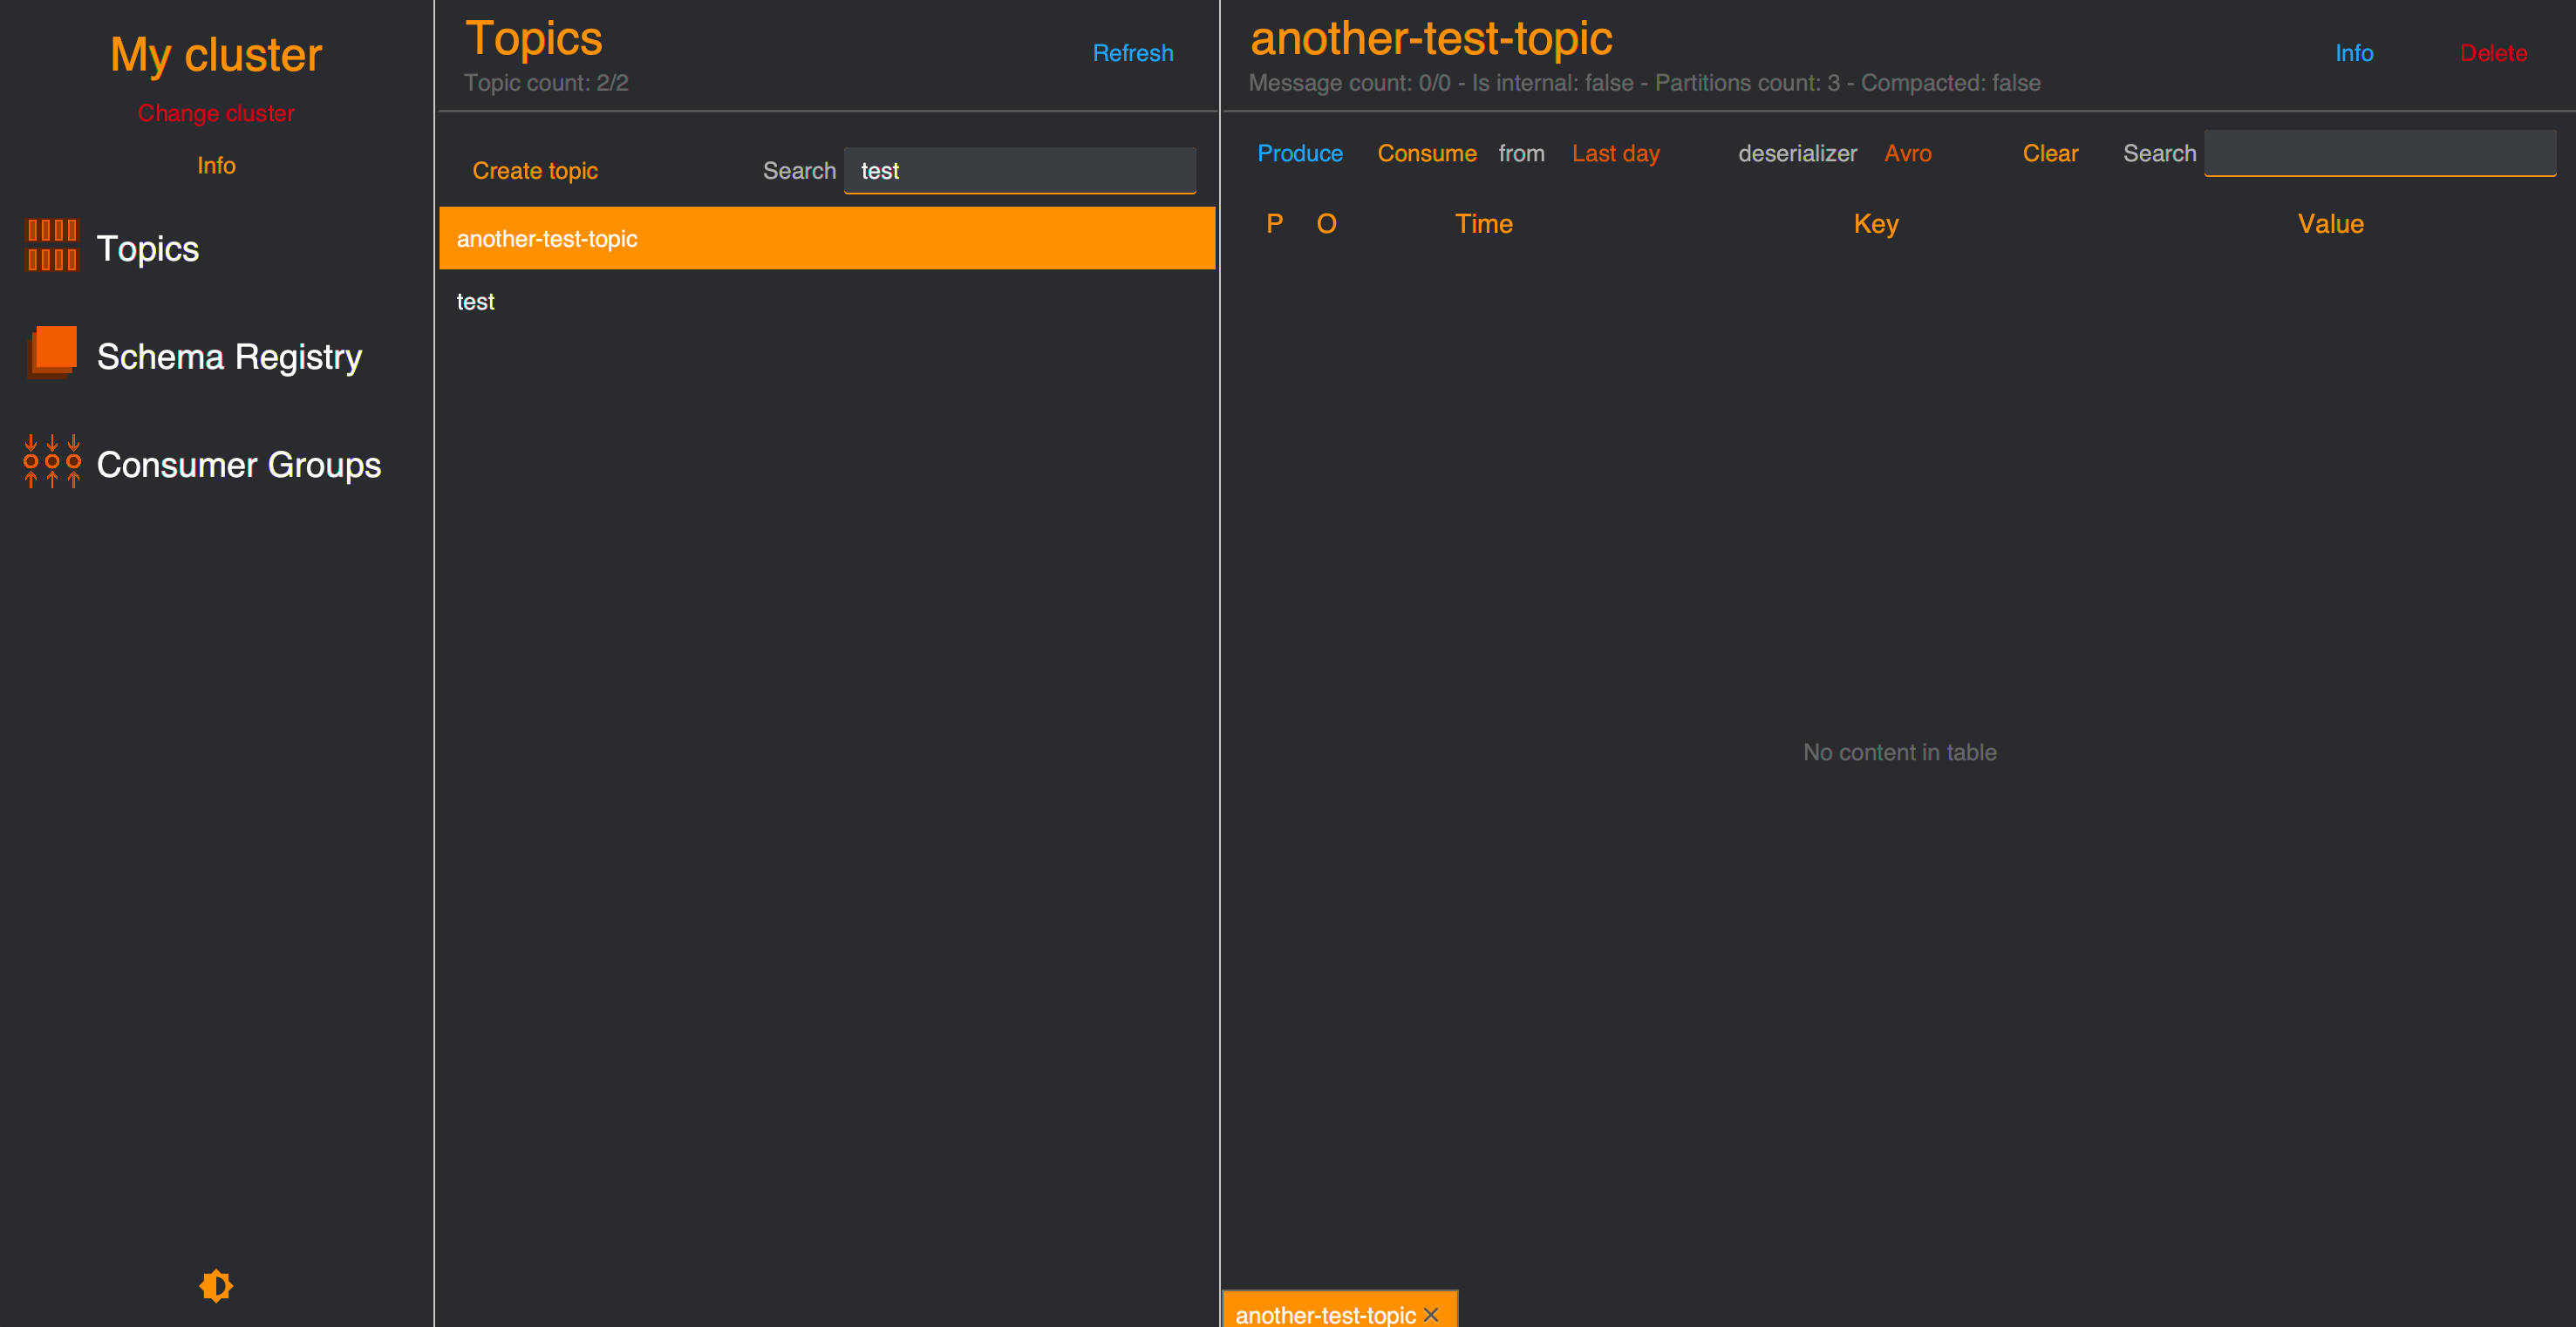 My cluster
Change cluster
Info
Topics
Schema Registry
Consumer Groups
Topics
Refresh
Topic count: 2/2
Create topic Search test
another-test-topic
test
another-test-topic
Info Delete
Message count: 0/0 - Is internal: false - Partitions count: 3 - Compacted: false
Produce Consume from Last day deserializer Avro Clear Search
P O Time Key Value
No content in table
another-test-topic